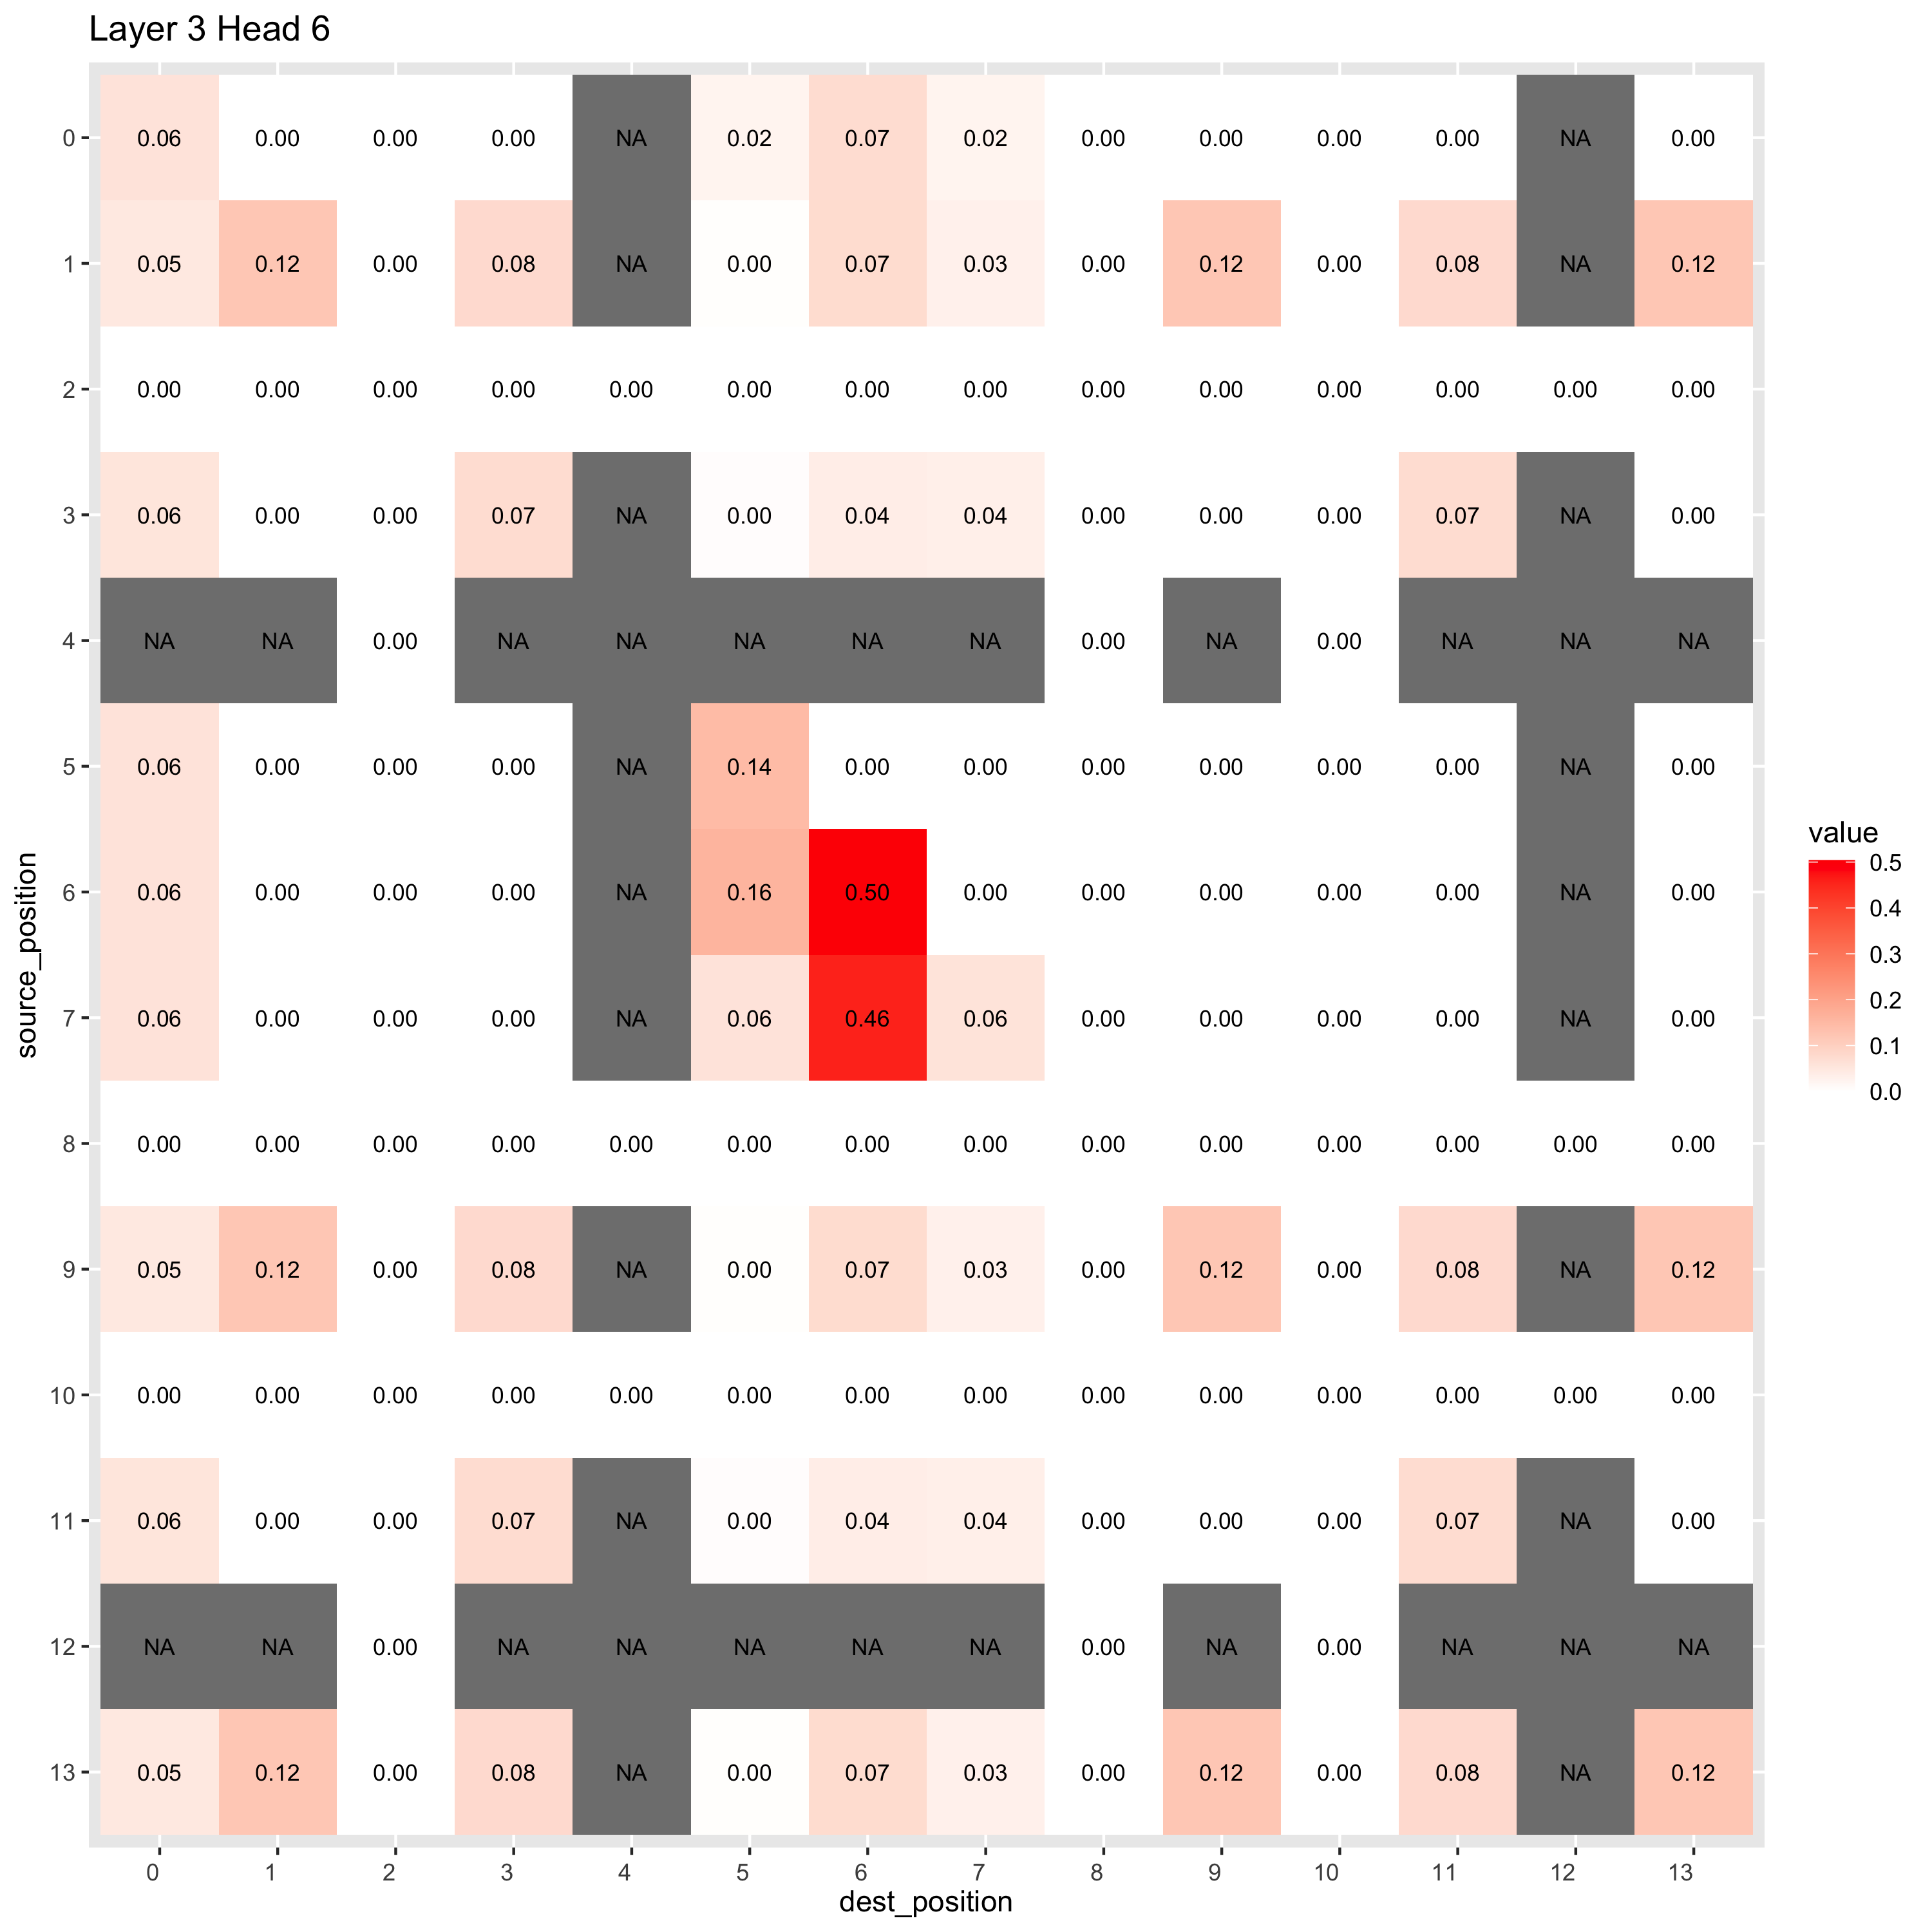 Layer 3 Head 6
0 0.06 0.00 0.00 0.00 NA 0.02 0.07 0.02 0.00 0.00 0.00 0.00 NA 0.00
1 0.05 0.12 0.00 0.08 NA 0.00 0.07 0.03 0.00 0.12 0.00 0.08 NA 0.12
2 0.00 0.00 0.00 0.00 0.00 0.00 0.00 0.00 0.00 0.00 0.00 0.00 0.00 0.00
3 0.06 0.00 0.00 0.07 NA 0.00 0.04 0.04 0.00 0.00 0.00 0.07 NA 0.00
4 NA NA 0.00 NA NA NA NA NA 0.00 NA 0.00 NA NA NA
5 0.06 0.00 0.00 0.00 NA 0.14 0.00 0.00 0.00 0.00 0.00 0.00 NA 0.00
6 0.06 0.00 0.00 0.00 NA 0.16 0.50 0.00 0.00 0.00 0.00 0.00 NA 0.00
7 0.06 0.00 0.00 0.00 NA 0.06 0.46 0.06 0.00 0.00 0.00 0.00 NA 0.00
8 0.00 0.00 0.00 0.00 0.00 0.00 0.00 0.00 0.00 0.00 0.00 0.00 0.00 0.00
9 0.05 0.12 0.00 0.08 NA 0.00 0.07 0.03 0.00 0.12 0.00 0.08 NA 0.12
10 0.00 0.00 0.00 0.00 0.00 0.00 0.00 0.00 0.00 0.00 0.00 0.00 0.00 0.00
11 0.06 0.00 0.00 0.07 NA 0.00 0.04 0.04 0.00 0.00 0.00 0.07 NA 0.00
12 NA NA 0.00 NA NA NA NA NA 0.00 NA 0.00 NA NA NA
13 0.05 0.12 0.00 0.08 NA 0.00 0.07 0.03 0.00 0.12 0.00 0.08 NA 0.12
0 1 2 3 4 5 6 7 8 9 10 11 12 13
dest_position
source_position
value
0.5
0.4
0.3
0.2
0.1
0.0